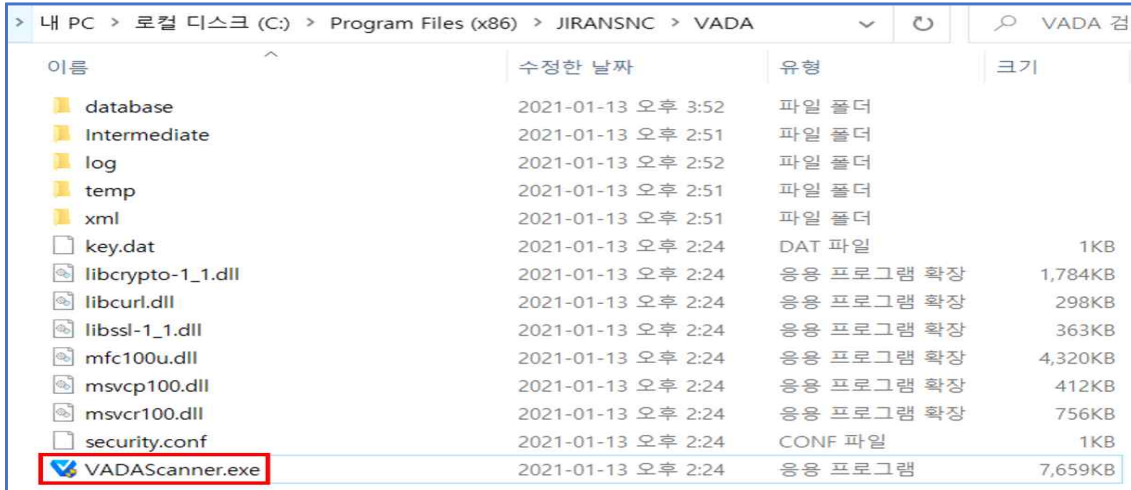 > 내 PC > 로컬 디스크 (C:) > Program Files (x86) > JIRANSNC > VADA VADA 검
이름 수정한 날짜 유형 크기
database 2021-01-13 오후 3:52 파일 폴더
Intermediate 2021-01-13 오후 2:51 파일 폴더
log 2021-01-13 오후 2:52 파일 폴더
temp 2021-01-13 오후 2:51 파일 폴더
xml 2021-01-13 오후 2:51 파일 폴더
key.dat 2021-01-13 오후 2:24 DAT 파일 1KB
libcrypto-1_1.dll 2021-01-13 오후 2:24 응용 프로그램 확장 1,784KB
libcurl.dll 2021-01-13 오후 2:24 응용 프로그램 확장 298KB
libssl-1_1.dll 2021-01-13 오후 2:24 응용 프로그램 확장 363KB
mfc100u.dll 2021-01-13 오후 2:24 응용 프로그램 확장 4,320KB
msvcp100.dll 2021-01-13 오후 2:24 응용 프로그램 확장 412KB
msvcr100.dll 2021-01-13 오후 2:24 응용 프로그램 확장 756KB
security.conf 2021-01-13 오후 2:24 CONF 파일 1KB
VADAScanner.exe 2021-01-13 오후 2:24 응용 프로그램 7,659KB